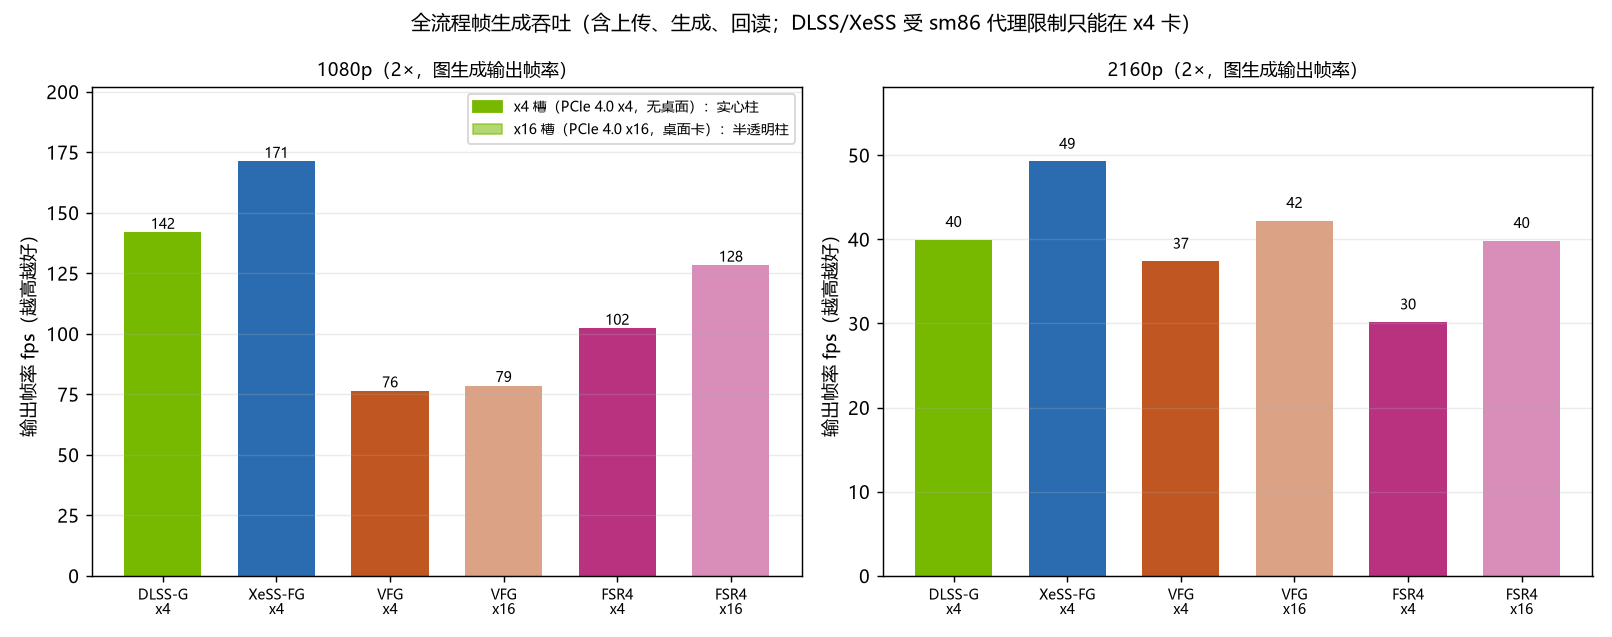 全流程帧生成吞吐（含上传、生成、回读；DLSS/XeSS 受 sm86 代理限制只能在 x4 卡）
1080p（2×，图生成输出帧率）
输出帧率 fps（越高越好）
200
175
150
125
100
75
50
25
0
x4 槽（PCIe 4.0 x4，无桌面）：实心柱
x16 槽（PCIe 4.0 x16，桌面卡）：半透明柱
142
171
76
79
102
128
DLSS-G
x4
XeSS-FG
x4
VFG
x4
VFG
x16
FSR4
x4
FSR4
x16
2160p（2×，图生成输出帧率）
输出帧率 fps（越高越好）
50
40
30
20
10
0
40
49
37
42
30
40
DLSS-G
x4
XeSS-FG
x4
VFG
x4
VFG
x16
FSR4
x4
FSR4
x16